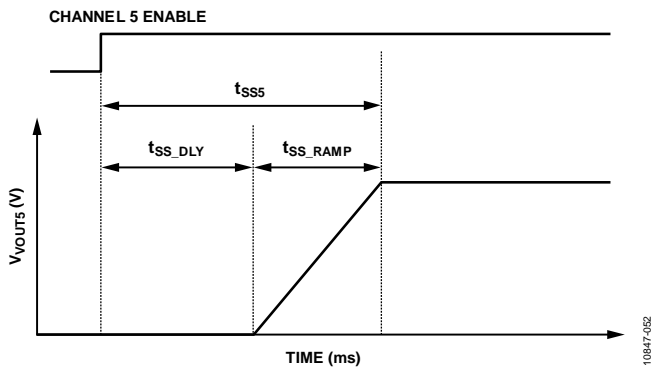 CHANNEL 5 ENABLE
tSS5
tSS_DLY
tSS_RAMP
VVOUT5 (V)
TIME (ms)
10847-052